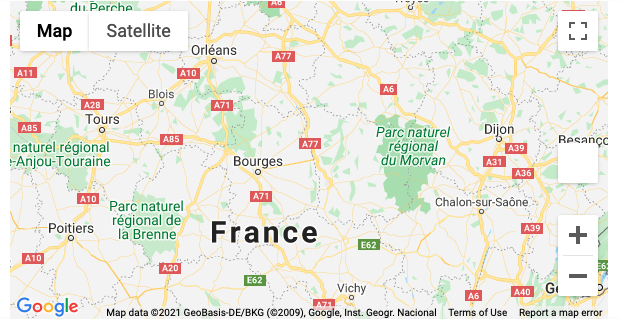 du Perche
Troyes
Map
Satellite
Orléans
A77
A11
A10
A6
A28
Blois
A71
A85
Tours
A85
Parc naturel
régional
du Morvan
Dijon
A77
Besanço
naturel régional
e-Anjou-Touraine
Bourges
A39
A31
A36
A10
A71
Parc naturel
régional de
la Brenne
Chalon-sur-Saône
Poitiers
France
A39
E62
A10
A20
E62
Vichy
A71
A6
A40
Google
Map data ©2021 GeoBasis-DE/BKG (©2009), Google, Inst. Geogr. Nacional
Terms of Use
Report a map error